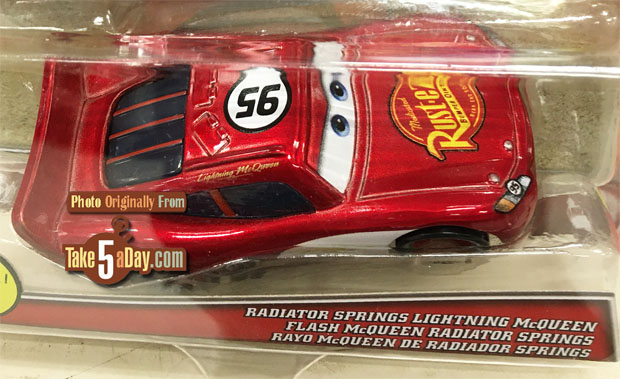 95
Lightning McQueen
Rust-eze
Photo Originally From
Take5aDay.com
RADIATOR SPRINGS LIGHTNING McQUEEN
FLASH McQUEEN RADIATOR SPRINGS
RAYO McQUEEN DE RADIADOR SPRINGS